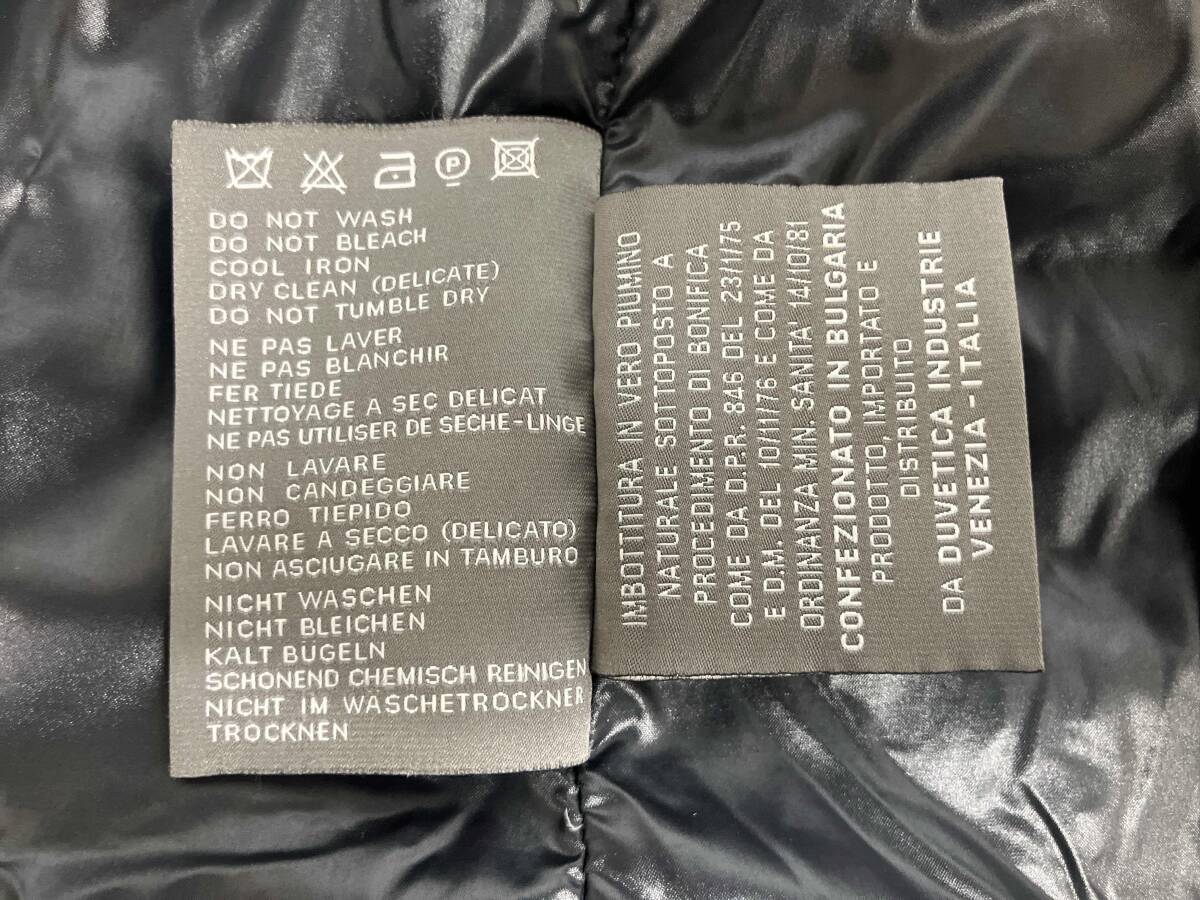 P
DO NOT WASH
DO NOT BLEACH
COOL IRON
DRY CLEAN (DELICATE)
DO NOT TUMBLE DRY
NE PAS LAVER
NE PAS BLANCHIR
FER TIEDE
NETTOYAGE A SEC DELICAT
NE PAS UTILISER DE SECHE-LINGE
NON LAVARE
NON CANDEGGIARE
FERRO TIEPIDO
LAVARE A SECCO (DELICATO)
NON ASCIUGARE IN TAMBURO
NICHT WASCHEN
NICHT BLEICHEN
KALT BÜGELN
SCHONEND CHEMISCH REINIGEN
NICHT IM WASCHETROCKNER
TROCKNEN
IMBOTTITURA IN VERO PIUMINO
NATURALE SOTTOPOSTO A
PROCEDIMENTO DI BONIFICA
COME DA D.P.R. 846 DEL 23/1/75
E D.M. DEL 10/11/76 E COME DA
ORDINANZA MIN. SANITA' 14/10/81
CONFEZIONATO IN BULGARIA
PRODOTTO, IMPORTATO E
DISTRIBUITO
DA DUVETICA INDUSTRIE
VENEZIA - ITALIA